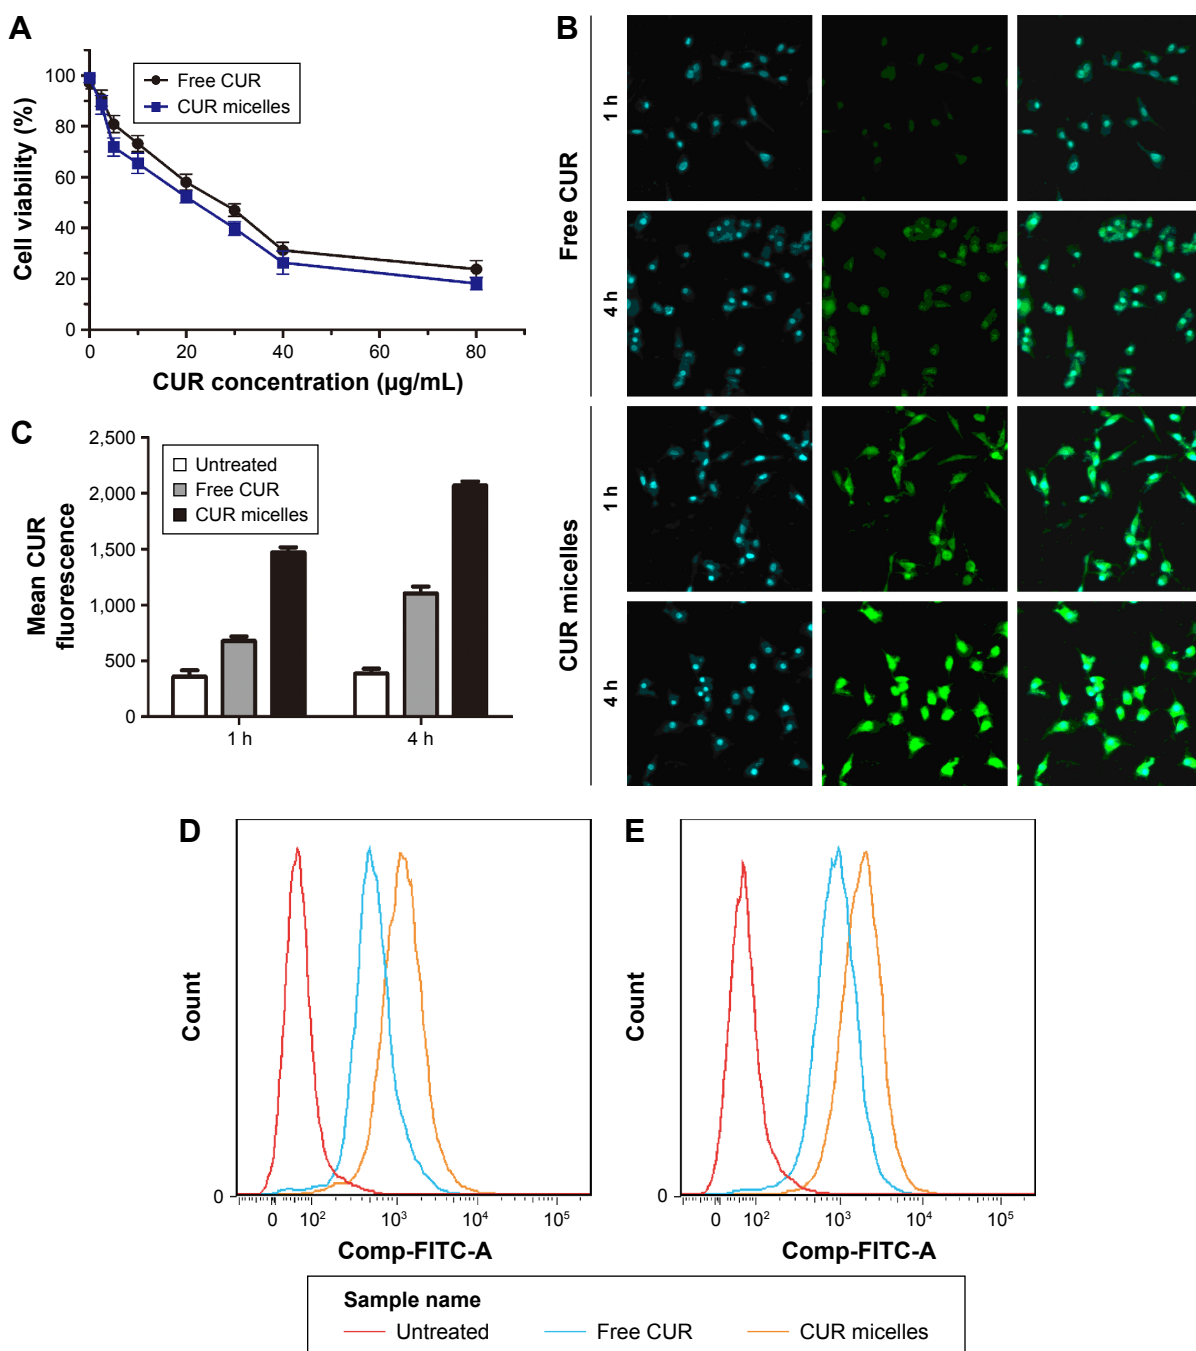 A
Cell viability (%)
100
80
60
40
20
0
Free CUR
CUR micelles
0
20
40
60
80
CUR concentration (µg/mL)
B
Free CUR
1 h
4 h
CUR micelles
1 h
4 h
C
Mean CUR
fluorescence
2,500
2,000
1,500
1,000
500
0
Untreated
Free CUR
CUR micelles
1 h
4 h
D
Count
0
0
10²
10³
10⁴
10⁵
Comp-FITC-A
E
Count
0
0
10²
10³
10⁴
10⁵
Comp-FITC-A
Sample name
Untreated
Free CUR
CUR micelles